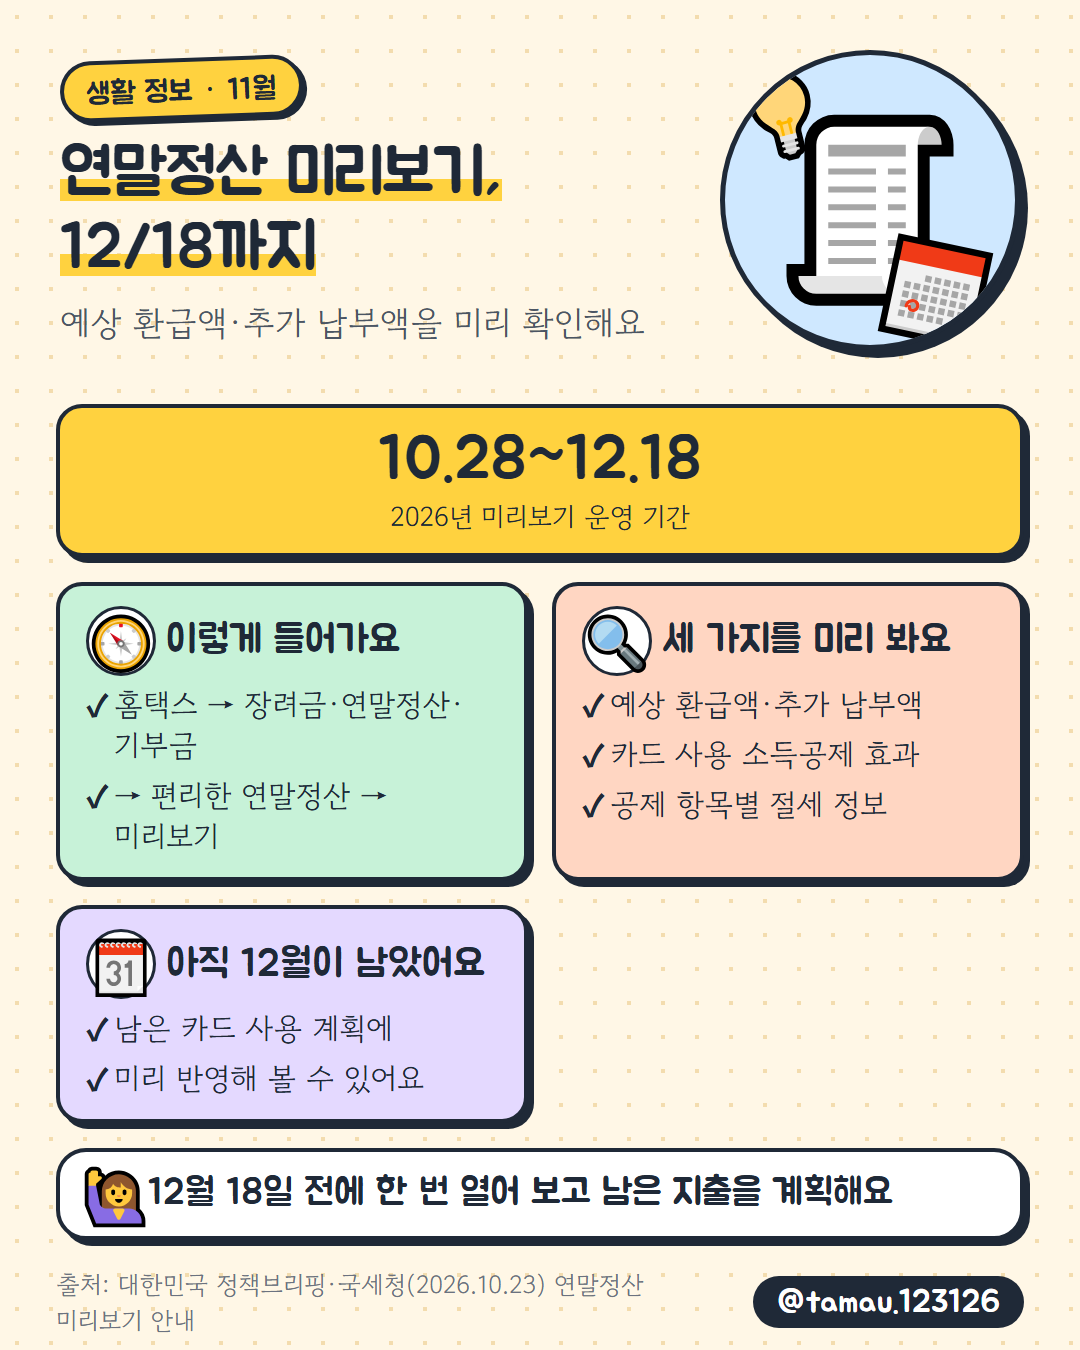 생활 정보 · 11월
연말정산 미리보기,
12/18까지
예상 환급액·추가 납부액을 미리 확인해요
10.28~12.18
2026년 미리보기 운영 기간
이렇게 들어가요
✓ 홈택스 → 장려금·연말정산·
기부금
✓ → 편리한 연말정산 →
미리보기
세 가지를 미리 봐요
✓ 예상 환급액·추가 납부액
✓ 카드 사용 소득공제 효과
✓ 공제 항목별 절세 정보
31
아직 12월이 남았어요
✓ 남은 카드 사용 계획에
✓ 미리 반영해 볼 수 있어요
12월 18일 전에 한 번 열어 보고 남은 지출을 계획해요
출처: 대한민국 정책브리핑·국세청(2026.10.23) 연말정산
미리보기 안내
@tamau.123126